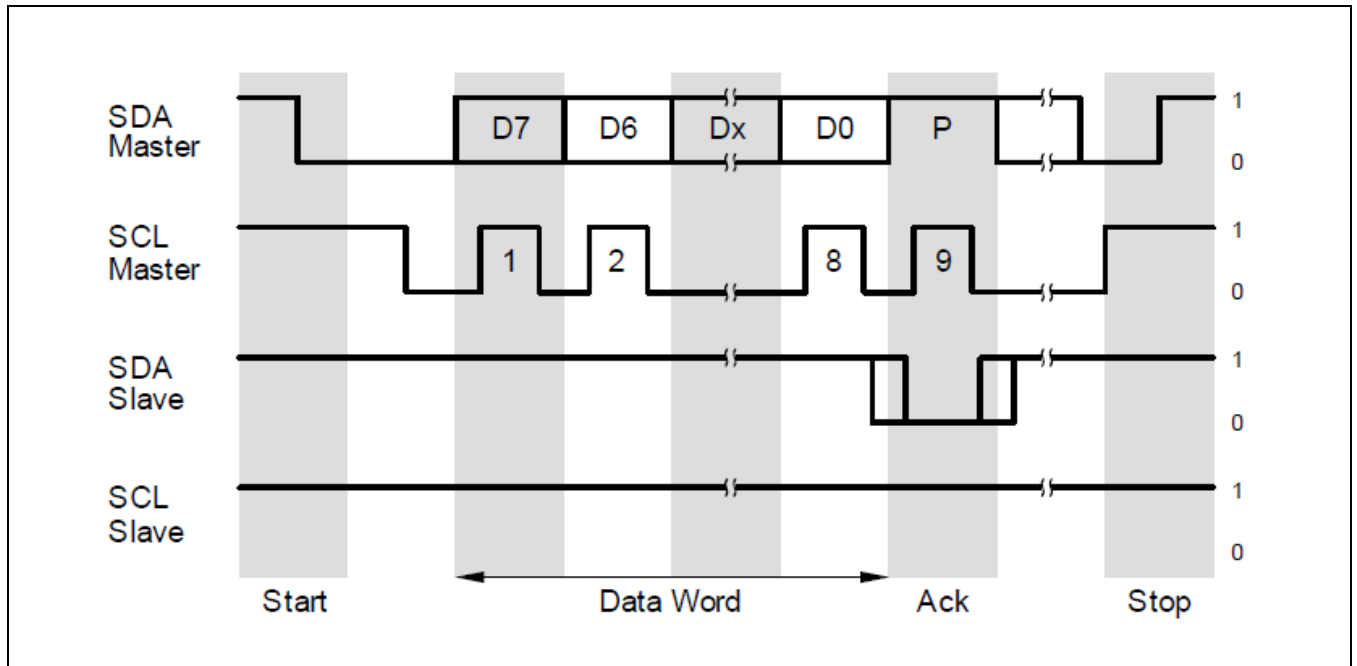 SDA
Master
D7 D6 Dx D0 P
1
0
SCL
Master
1 2 8 9
1
0
SDA
Slave
1
0
SCL
Slave
1
0
Start Data Word Ack Stop